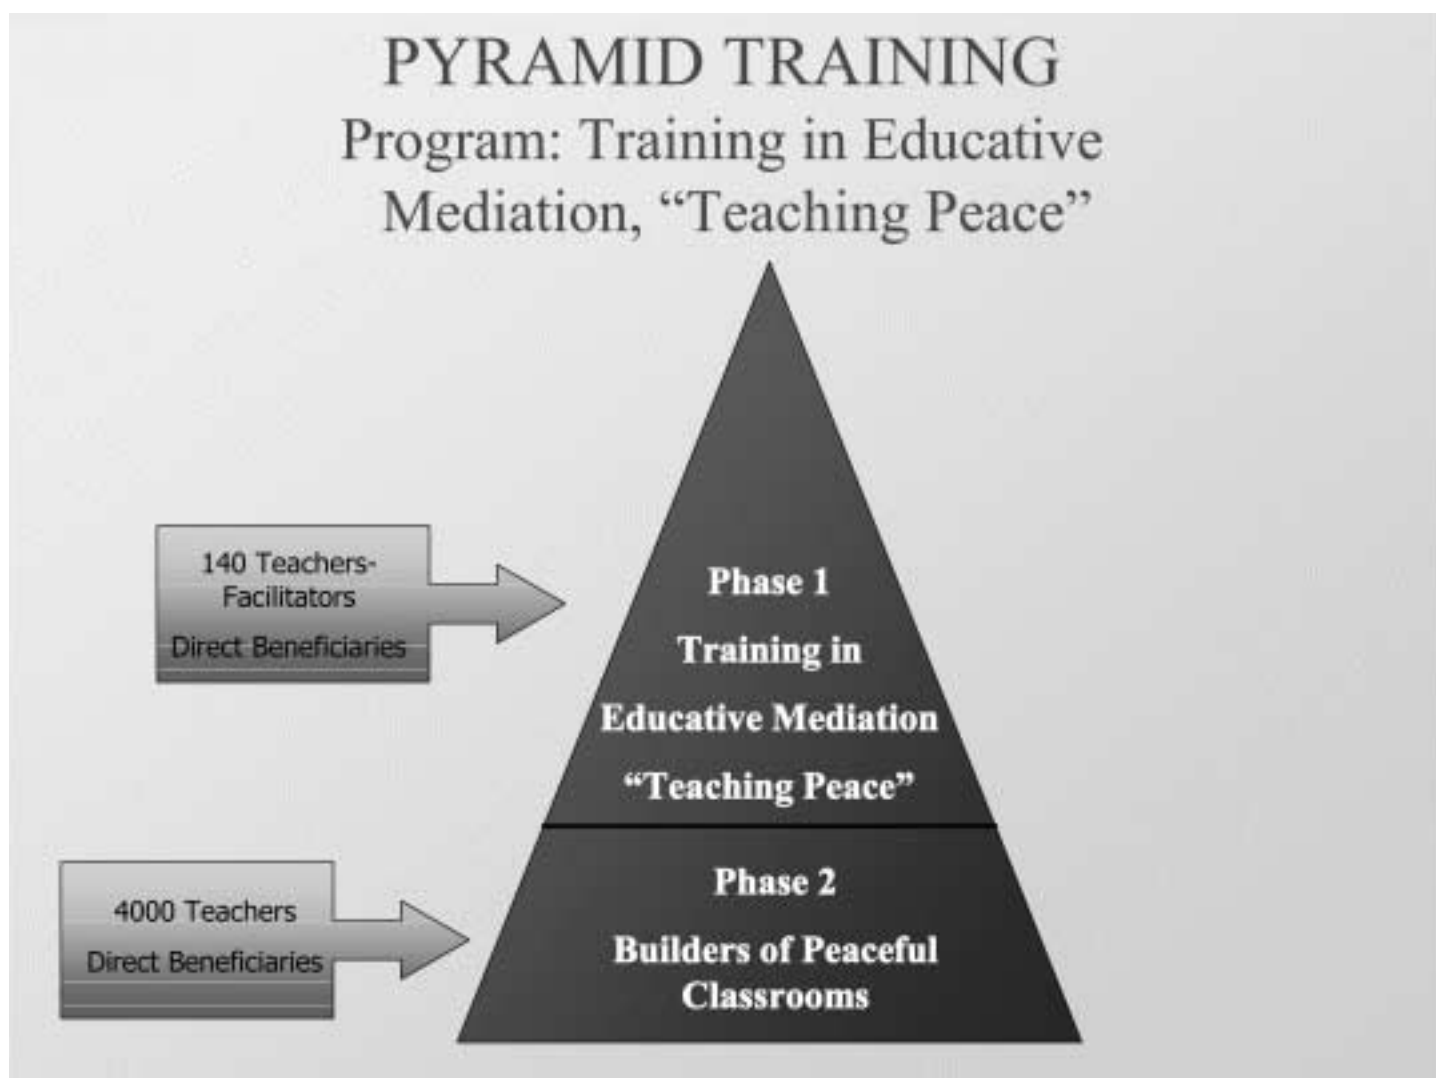 PYRAMID TRAINING
Program: Training in Educative
Mediation, “Teaching Peace”
140 Teachers-
Facilitators
Direct Beneficiaries
Phase 1
Training in
Educative Mediation
“Teaching Peace”
4000 Teachers
Direct Beneficiaries
Phase 2
Builders of Peaceful
Classrooms